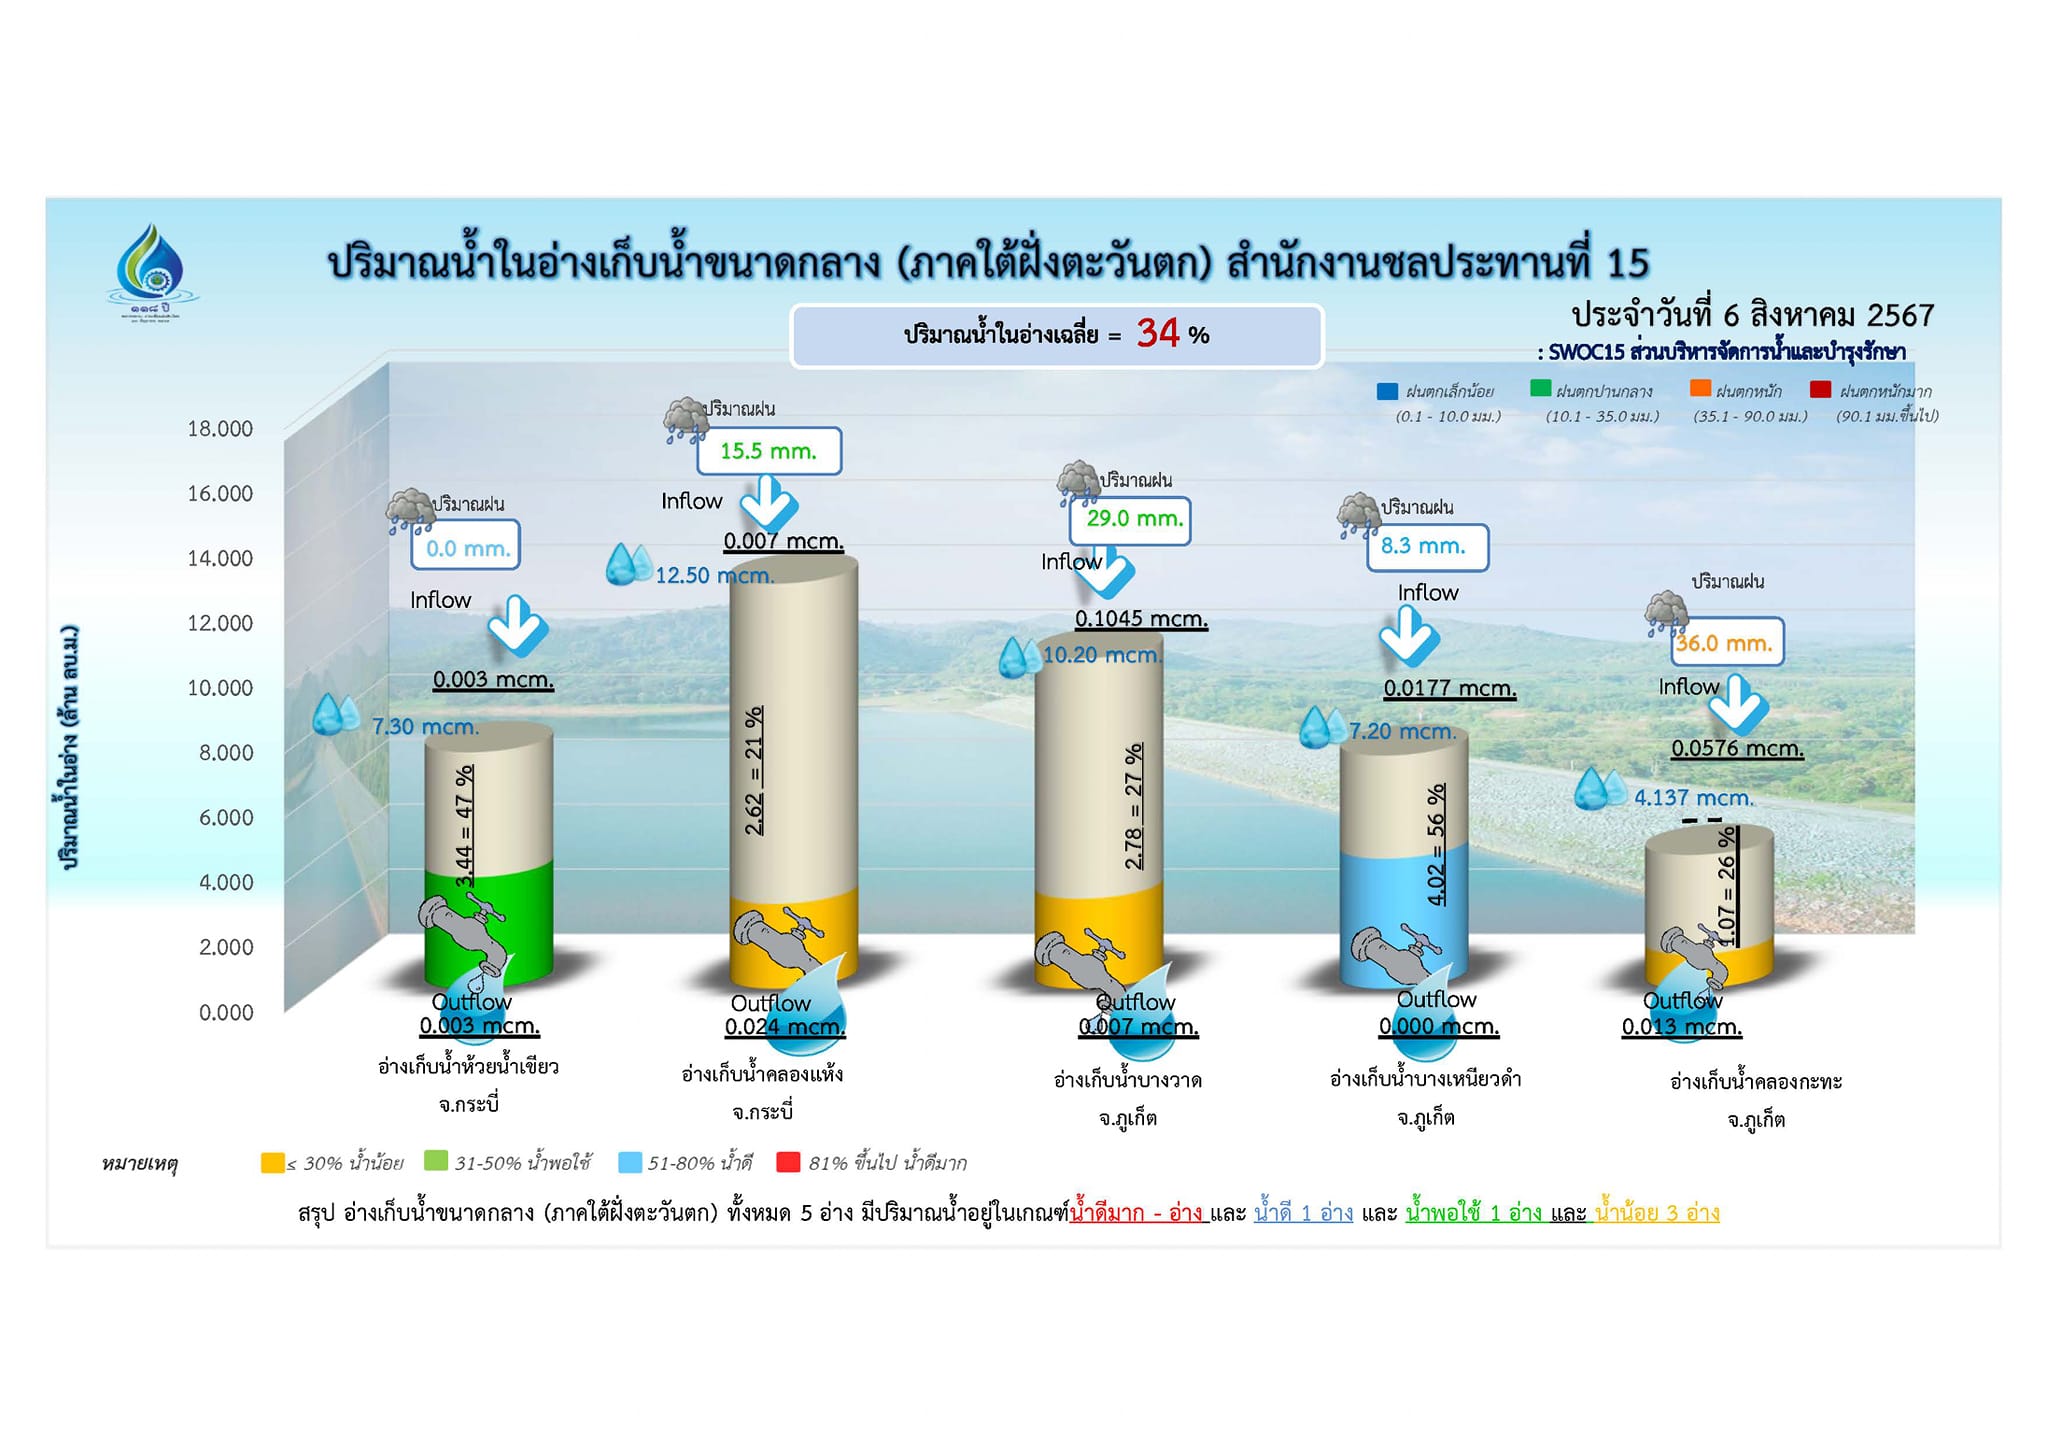 ปริมาณน้ำในอ่างเก็บน้ำขนาดกลาง (ภาคใต้ฝั่งตะวันตก) สำนักงานชลประทานที่ 15
๑๑๘ ปี
ประจำวันที่ 6 สิงหาคม 2567
ปริมาณน้ำในอ่างเฉลี่ย = 34 %
: SWOC15 ส่วนบริหารจัดการน้ำและบำรุงรักษา
ฝนตกเล็กน้อย ฝนตกปานกลาง ฝนตกหนัก ฝนตกหนักมาก
(0.1 - 10.0 มม.) (10.1 - 35.0 มม.) (35.1 - 90.0 มม.) (90.1 มม.ขึ้นไป)
ปริมาณน้ำในอ่าง (ล้าน ลบ.ม.)
18.000
16.000
14.000
12.000
10.000
8.000
6.000
4.000
2.000
0.000
ปริมาณฝน
0.0 mm.
Inflow
0.003 mcm.
7.30 mcm.
3.44 = 47 %
Outflow
0.003 mcm.
อ่างเก็บน้ำห้วยน้ำเขียว
จ.กระบี่
ปริมาณฝน
15.5 mm.
Inflow
0.007 mcm.
12.50 mcm.
2.62 = 21 %
Outflow
0.024 mcm.
อ่างเก็บน้ำคลองแห้ง
จ.กระบี่
ปริมาณฝน
29.0 mm.
Inflow
0.1045 mcm.
10.20 mcm.
2.78 = 27 %
Outflow
0.007 mcm.
อ่างเก็บน้ำบางวาด
จ.ภูเก็ต
ปริมาณฝน
8.3 mm.
Inflow
0.0177 mcm.
7.20 mcm.
4.02 = 56 %
Outflow
0.000 mcm.
อ่างเก็บน้ำบางเหนียวดำ
จ.ภูเก็ต
ปริมาณฝน
36.0 mm.
Inflow
0.0576 mcm.
4.137 mcm.
1.07 = 26 %
Outflow
0.013 mcm.
อ่างเก็บน้ำคลองกะทะ
จ.ภูเก็ต
หมายเหตุ ≤ 30% น้ำน้อย 31-50% น้ำพอใช้ 51-80% น้ำดี 81% ขึ้นไป น้ำดีมาก
สรุป อ่างเก็บน้ำขนาดกลาง (ภาคใต้ฝั่งตะวันตก) ทั้งหมด 5 อ่าง มีปริมาณน้ำอยู่ในเกณฑ์น้ำดีมาก - อ่าง และ น้ำดี 1 อ่าง และ น้ำพอใช้ 1 อ่าง และ น้ำน้อย 3 อ่าง